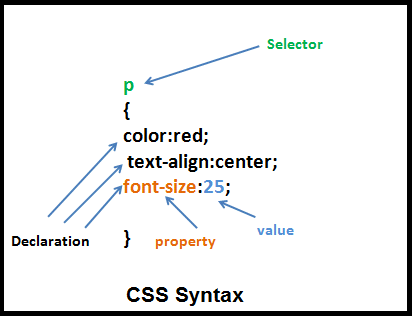 Selector
p
{
color:red;
text-align:center;
font-size:25;
Declaration } property value
CSS Syntax